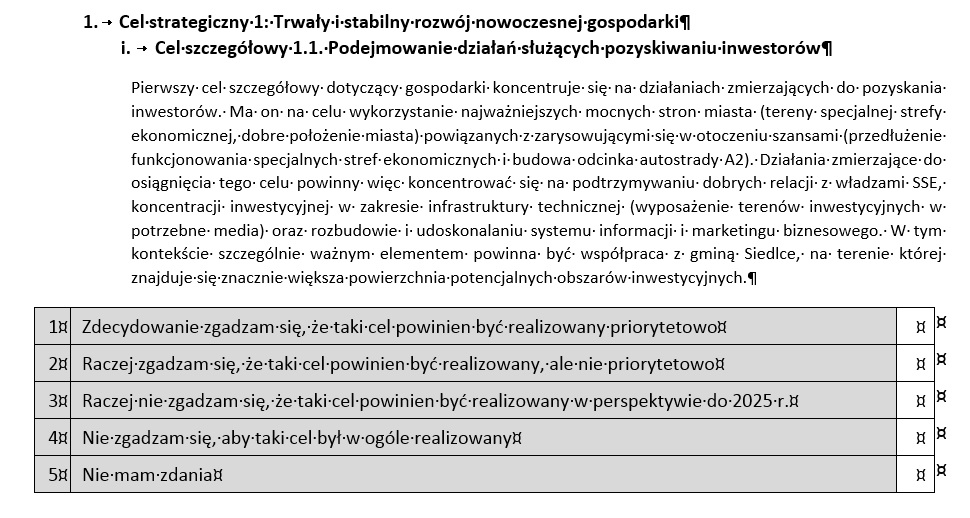 1. Cel strategiczny 1: Trwały i stabilny rozwój nowoczesnej gospodarki
i. Cel szczegółowy 1.1. Podejmowanie działań służących pozyskiwaniu inwestorów
Pierwszy cel szczegółowy dotyczący gospodarki koncentruje się na działaniach zmierzających do pozyskania
inwestorów. Ma on na celu wykorzystanie najważniejszych mocnych stron miasta (tereny specjalnej strefy
ekonomicznej, dobre położenie miasta) powiązanych z zarysowującymi się w otoczeniu szansami (przedłużenie
funkcjonowania specjalnych stref ekonomicznych i budowa odcinka autostrady A2). Działania zmierzające do
osiągnięcia tego celu powinny więc koncentrować się na podtrzymywaniu dobrych relacji z władzami SSE,
koncentracji inwestycyjnej w zakresie infrastruktury technicznej (wyposażenie terenów inwestycyjnych w
potrzebne media) oraz rozbudowie i udoskonalaniu systemu informacji i marketingu biznesowego. W tym
kontekście szczególnie ważnym elementem powinna być współpraca z gminą Siedlce, na terenie której
znajduje się znacznie większa powierzchnia potencjalnych obszarów inwestycyjnych.
1 Zdecydowanie zgadzam się, że taki cel powinien być realizowany priorytetowo
2 Raczej zgadzam się, że taki cel powinien być realizowany, ale nie priorytetowo
3 Raczej nie zgadzam się, że taki cel powinien być realizowany w perspektywie do 2025 r.
4 Nie zgadzam się, aby taki cel był w ogóle realizowany
5 Nie mam zdania